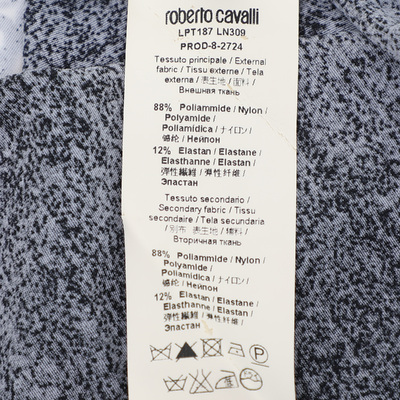 roberto cavalli
LPT187 LN309
PROD-8-2724
Tessuto principale / External
fabric / Tissu externe / Tela
externa / 表生地 / 面料 /
Внешная ткань
88% Poliammide / Nylon /
Polyamide /
Poliamidica / ナイロン /
锦纶 / Нейлон
12% Elastan / Elastane /
Elasthanne / Elastan /
弹性纖維 / 弹性纤维 /
Эластан
Tessuto secondario /
Secondary fabric / Tissu
secondaire / Tela secundaria
/ 別布 / 表生地 / 辅料 /
Вторичная ткань
88% Poliammide / Nylon /
Polyamide /
Poliamidica / ナイロン /
锦纶 / Нейлон
12% Elastan / Elastane /
Elasthanne / Elastan /
弹性纖維 / 弹性纤维 /
Эластан
P